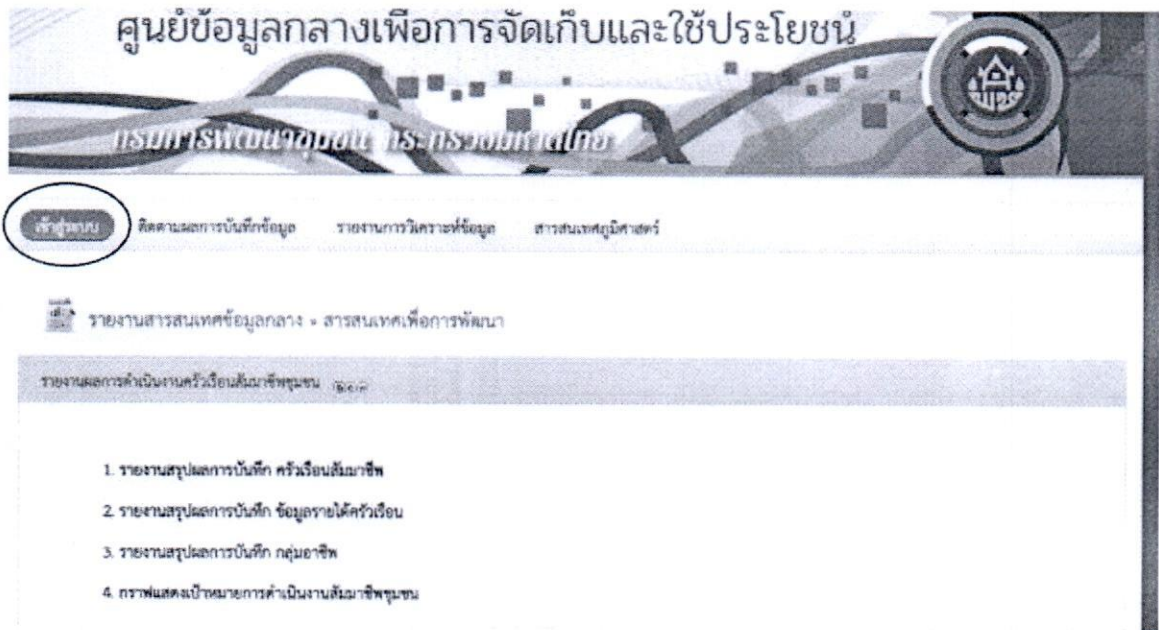 ศูนย์ข้อมูลกลางเพื่อการจัดเก็บและใช้ประโยชน์
กรมการพัฒนาชุมชน กระทรวงมหาดไทย
เข้าสู่ระบบ ติดตามผลการบันทึกข้อมูล รายงานการวิเคราะห์ข้อมูล สารสนเทศภูมิศาสตร์
รายงานสารสนเทศข้อมูลกลาง » สารสนเทศเพื่อการพัฒนา
รายงานผลการดำเนินงานครัวเรือนสัมมาชีพชุมชน
1. รายงานสรุปผลการบันทึก ครัวเรือนสัมมาชีพ
2. รายงานสรุปผลการบันทึก ข้อมูลรายได้ครัวเรือน
3. รายงานสรุปผลการบันทึก กลุ่มอาชีพ
4. กราฟแสดงเป้าหมายการดำเนินงานสัมมาชีพชุมชน